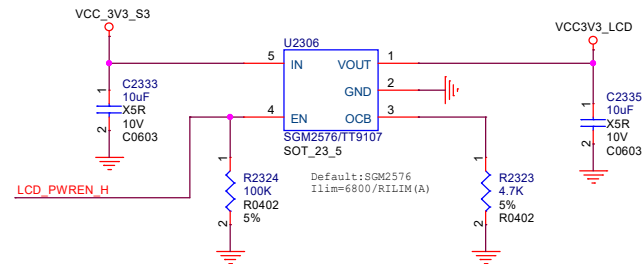 VCC_3V3_S3
VCC3V3_LCD
U2306
5 IN VOUT 1
GND 2
4 EN OCB 3
SGM2576/TT9107
SOT_23_5
1
C2333
10uF
X5R
10V
2 C0603
1
C2335
10uF
X5R
10V
2 C0603
LCD_PWREN_H
1
R2324
100K
R0402
2 5%
Default:SGM2576
Ilim=6800/RILIM(A)
1
R2323
4.7K
5%
2 R0402